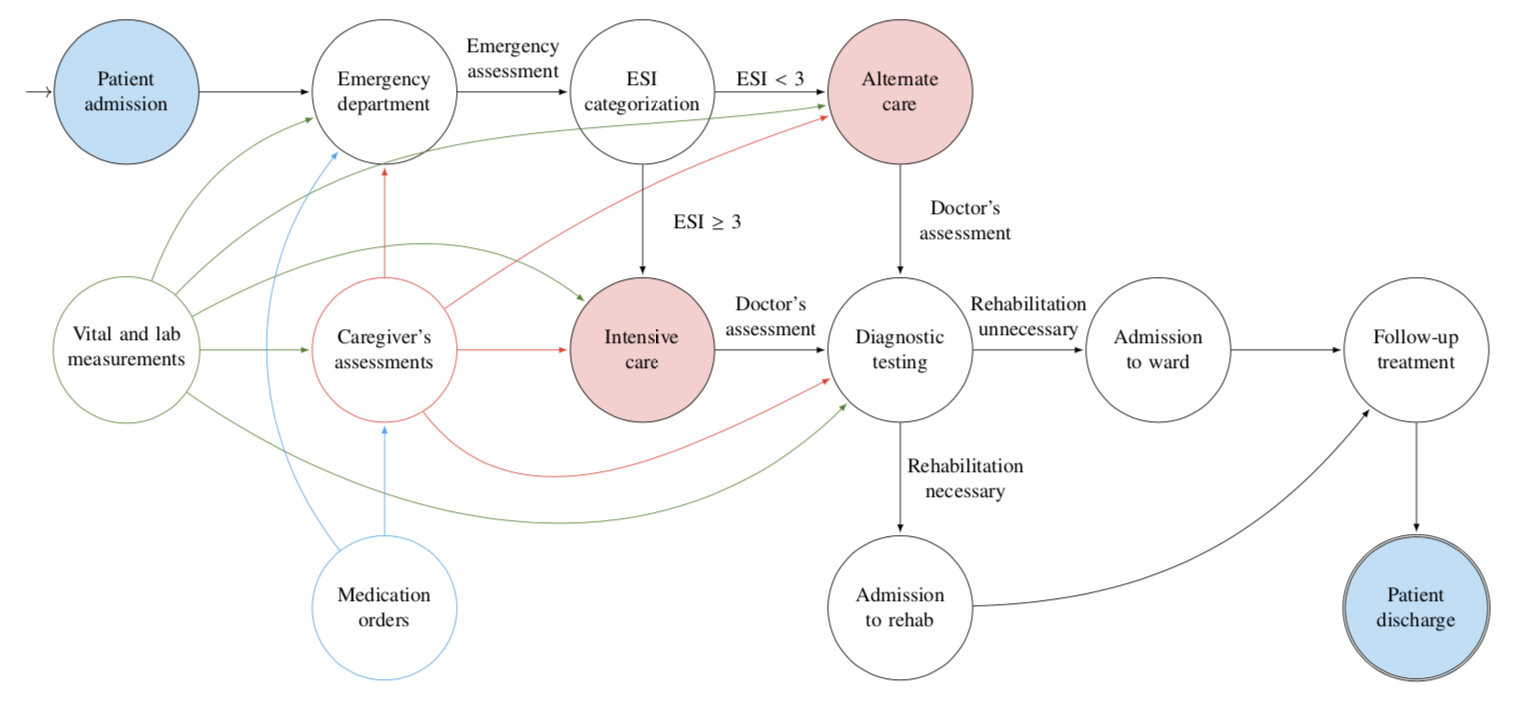 Patient
admission
Emergency
department
Emergency
assessment
ESI
categorization
ESI < 3
Alternate
care
ESI ≥ 3
Doctor's
assessment
Vital and lab
measurements
Caregiver's
assessments
Intensive
care
Doctor's
assessment
Diagnostic
testing
Rehabilitation
unnecessary
Admission
to ward
Follow-up
treatment
Rehabilitation
necessary
Medication
orders
Admission
to rehab
Patient
discharge